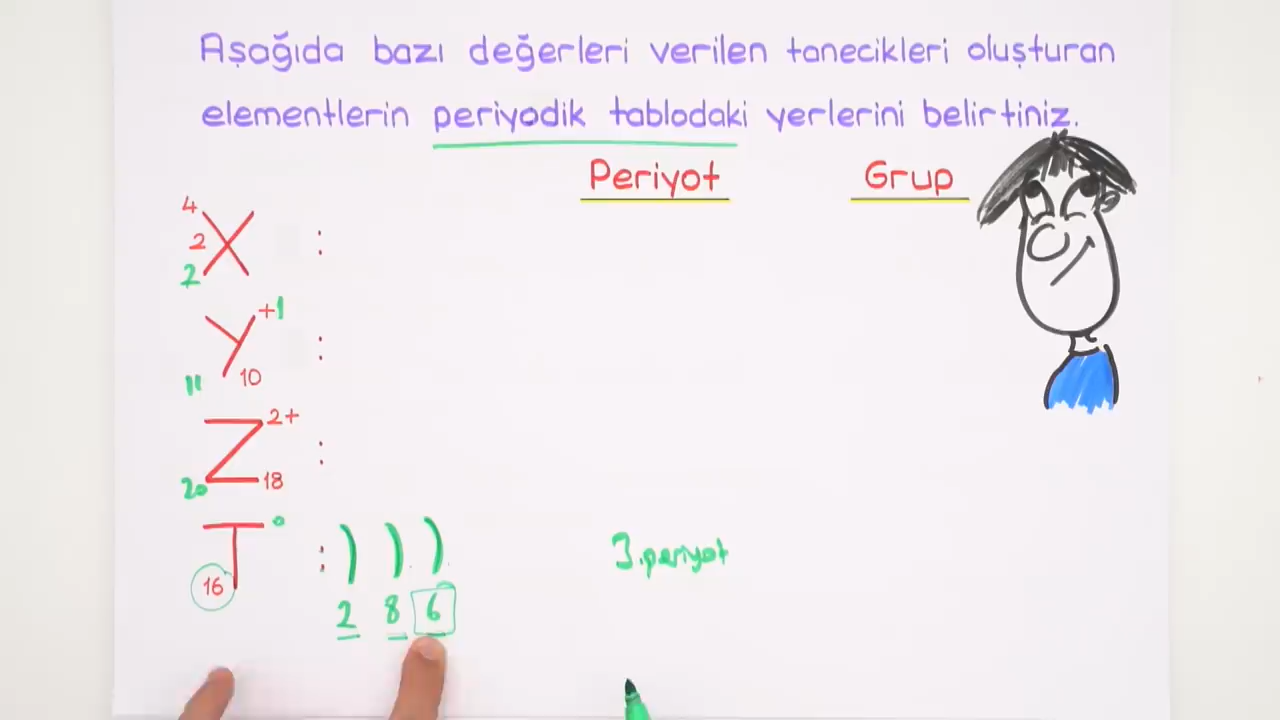 Aşağıda bazı değerleri verilen tanecikleri oluşturan
elementlerin periyodik tablodaki yerlerini belirtiniz.
Periyot Grup
4
2 X :
2
Y +1 :
11 10
Z 2+ :
20 18
T 0 : ) ) ) 3.periyot
16 2 8 6